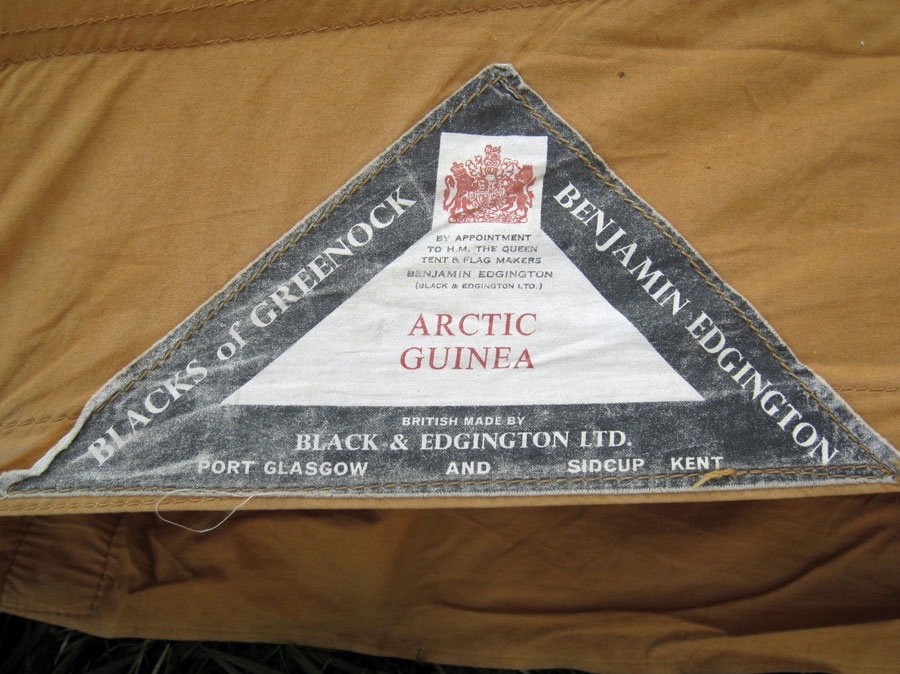 BLACKS of GREENOCK
BENJAMIN EDGINGTON
BY APPOINTMENT
TO H.M. THE QUEEN
TENT & FLAG MAKERS
BENJAMIN EDGINGTON
(BLACK & EDGINGTON LTD.)
ARCTIC
GUINEA
BRITISH MADE BY
BLACK & EDGINGTON LTD.
PORT GLASGOW AND SIDCUP KENT